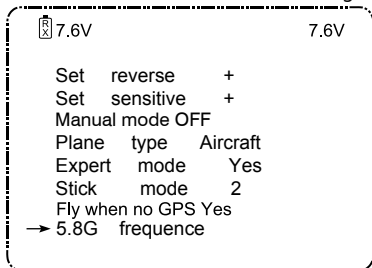 RX 7.6V 7.6V
Set reverse +
Set sensitive +
Manual mode OFF
Plane type Aircraft
Expert mode Yes
Stick mode 2
Fly when no GPS Yes
→ 5.8G frequence